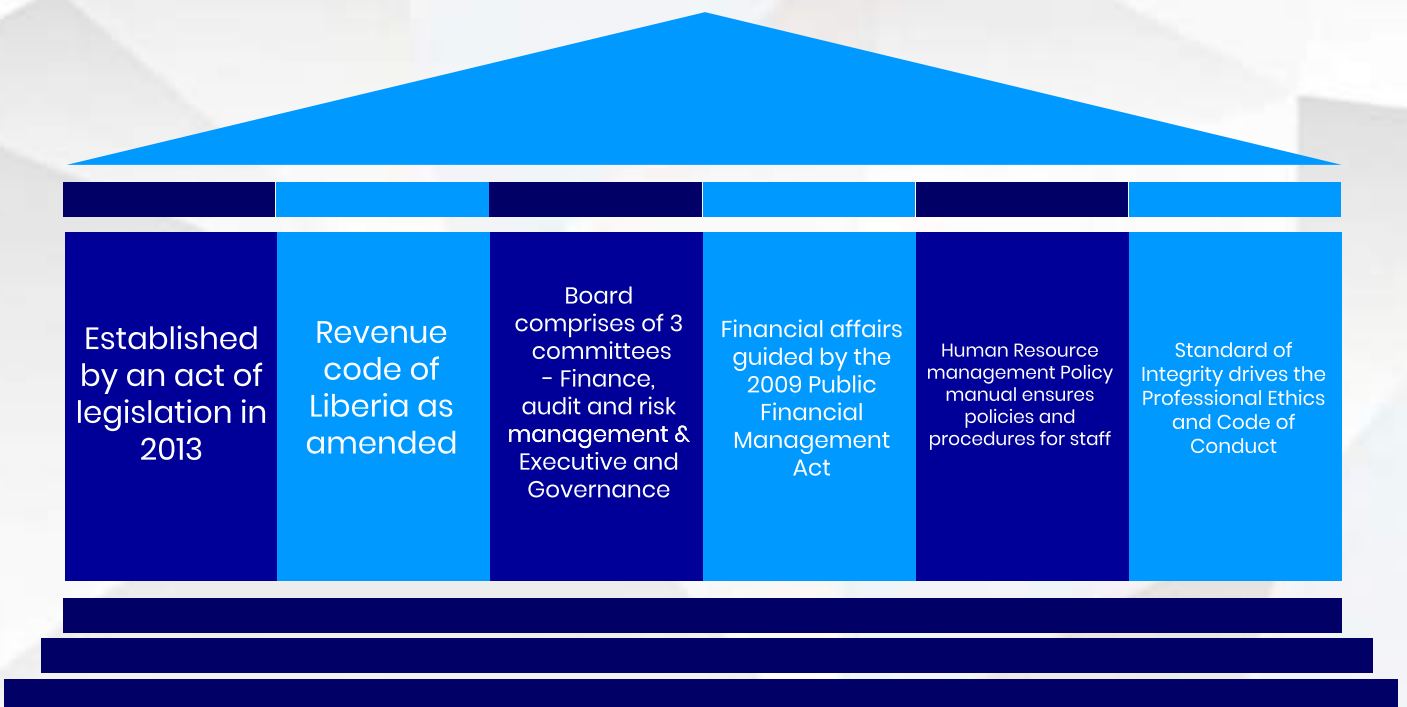 Established
by an act of
legislation in
2013
Revenue
code of
Liberia as
amended
Board
comprises of 3
committees
- Finance,
audit and risk
management &
Executive and
Governance
Financial affairs
guided by the
2009 Public
Financial
Management
Act
Human Resource
management Policy
manual ensures
policies and
procedures for staff
Standard of
Integrity drives the
Professional Ethics
and Code of
Conduct